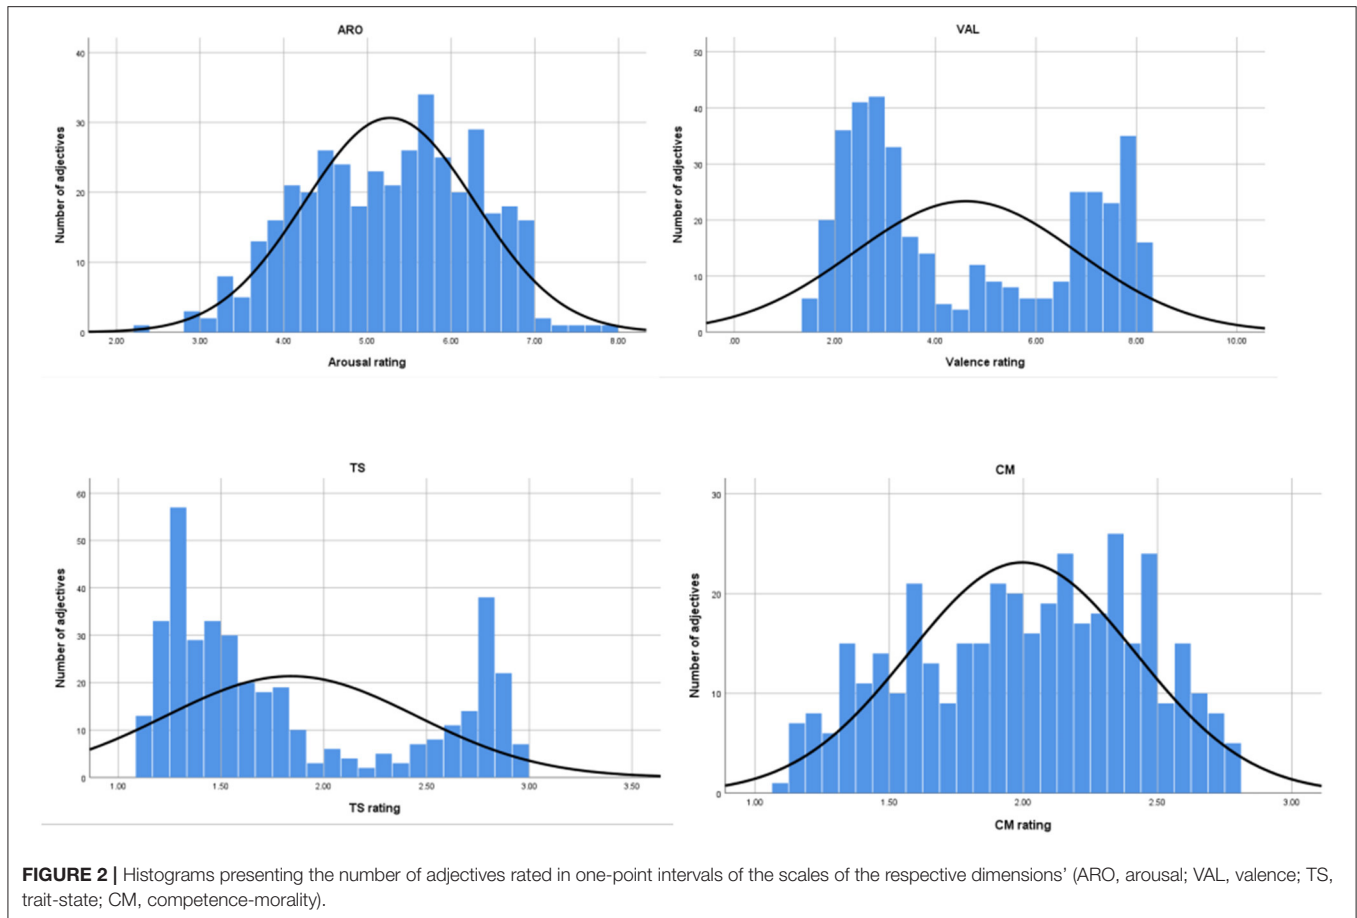 ARO
40
30
20
10
0
Number of adjectives
2.00 3.00 4.00 5.00 6.00 7.00 8.00
Arousal rating
VAL
50
40
30
20
10
0
Number of adjectives
.00 2.00 4.00 6.00 8.00 10.00
Valence rating
TS
60
50
40
30
20
10
0
Number of adjectives
1.00 1.50 2.00 2.50 3.00 3.50
TS rating
CM
30
20
10
0
Number of adjectives
1.00 1.50 2.00 2.50 3.00
CM rating
FIGURE 2 | Histograms presenting the number of adjectives rated in one-point intervals of the scales of the respective dimensions’ (ARO, arousal; VAL, valence; TS,
trait-state; CM, competence-morality).